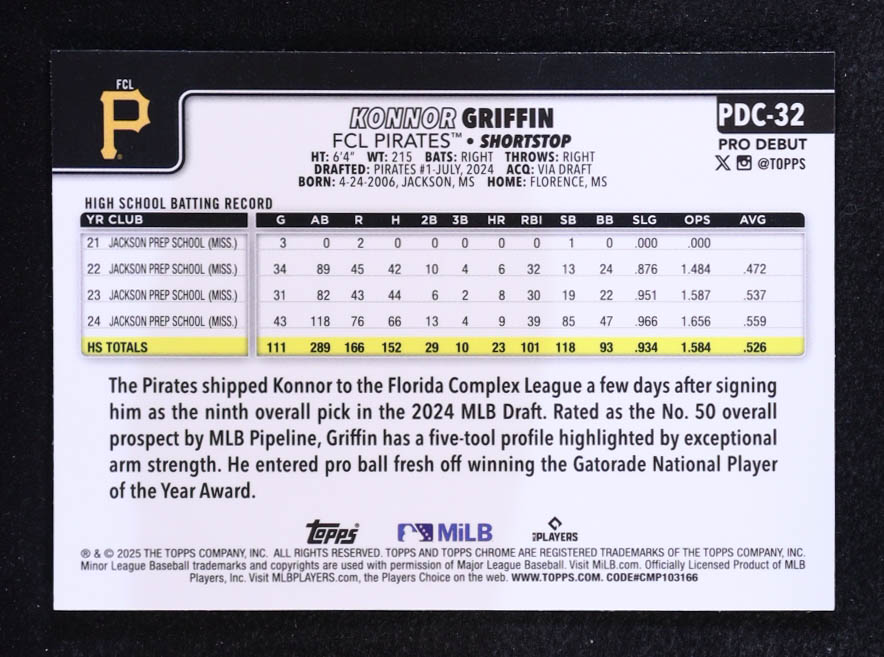 FCL
P
KONNOR GRIFFIN
FCL PIRATES™ • SHORTSTOP
HT: 6'4" WT: 215 BATS: RIGHT THROWS: RIGHT
DRAFTED: PIRATES #1-JULY, 2024 ACQ: VIA DRAFT
BORN: 4-24-2006, JACKSON, MS HOME: FLORENCE, MS
PDC-32
PRO DEBUT
@TOPPS
HIGH SCHOOL BATTING RECORD
YR CLUB G AB R H 2B 3B HR RBI SB BB SLG OPS AVG
21 JACKSON PREP SCHOOL (MISS.) 3 0 2 0 0 0 0 0 1 0 .000 .000
22 JACKSON PREP SCHOOL (MISS.) 34 89 45 42 10 4 6 32 13 24 .876 1.484 .472
23 JACKSON PREP SCHOOL (MISS.) 31 82 43 44 6 2 8 30 19 22 .951 1.587 .537
24 JACKSON PREP SCHOOL (MISS.) 43 118 76 66 13 4 9 39 85 47 .966 1.656 .559
HS TOTALS 111 289 166 152 29 10 23 101 118 93 .934 1.584 .526
The Pirates shipped Konnor to the Florida Complex League a few days after signing
him as the ninth overall pick in the 2024 MLB Draft. Rated as the No. 50 overall
prospect by MLB Pipeline, Griffin has a five-tool profile highlighted by exceptional
arm strength. He entered pro ball fresh off winning the Gatorade National Player
of the Year Award.
Topps MiLB PLAYERS
® & © 2025 THE TOPPS COMPANY, INC. ALL RIGHTS RESERVED. TOPPS AND TOPPS CHROME ARE REGISTERED TRADEMARKS OF THE TOPPS COMPANY, INC.
Minor League Baseball trademarks and copyrights are used with permission of Major League Baseball. Visit MiLB.com. Officially Licensed Product of MLB
Players, Inc. Visit MLBPLAYERS.com, the Players Choice on the web. WWW.TOPPS.COM. CODE#CMP103166